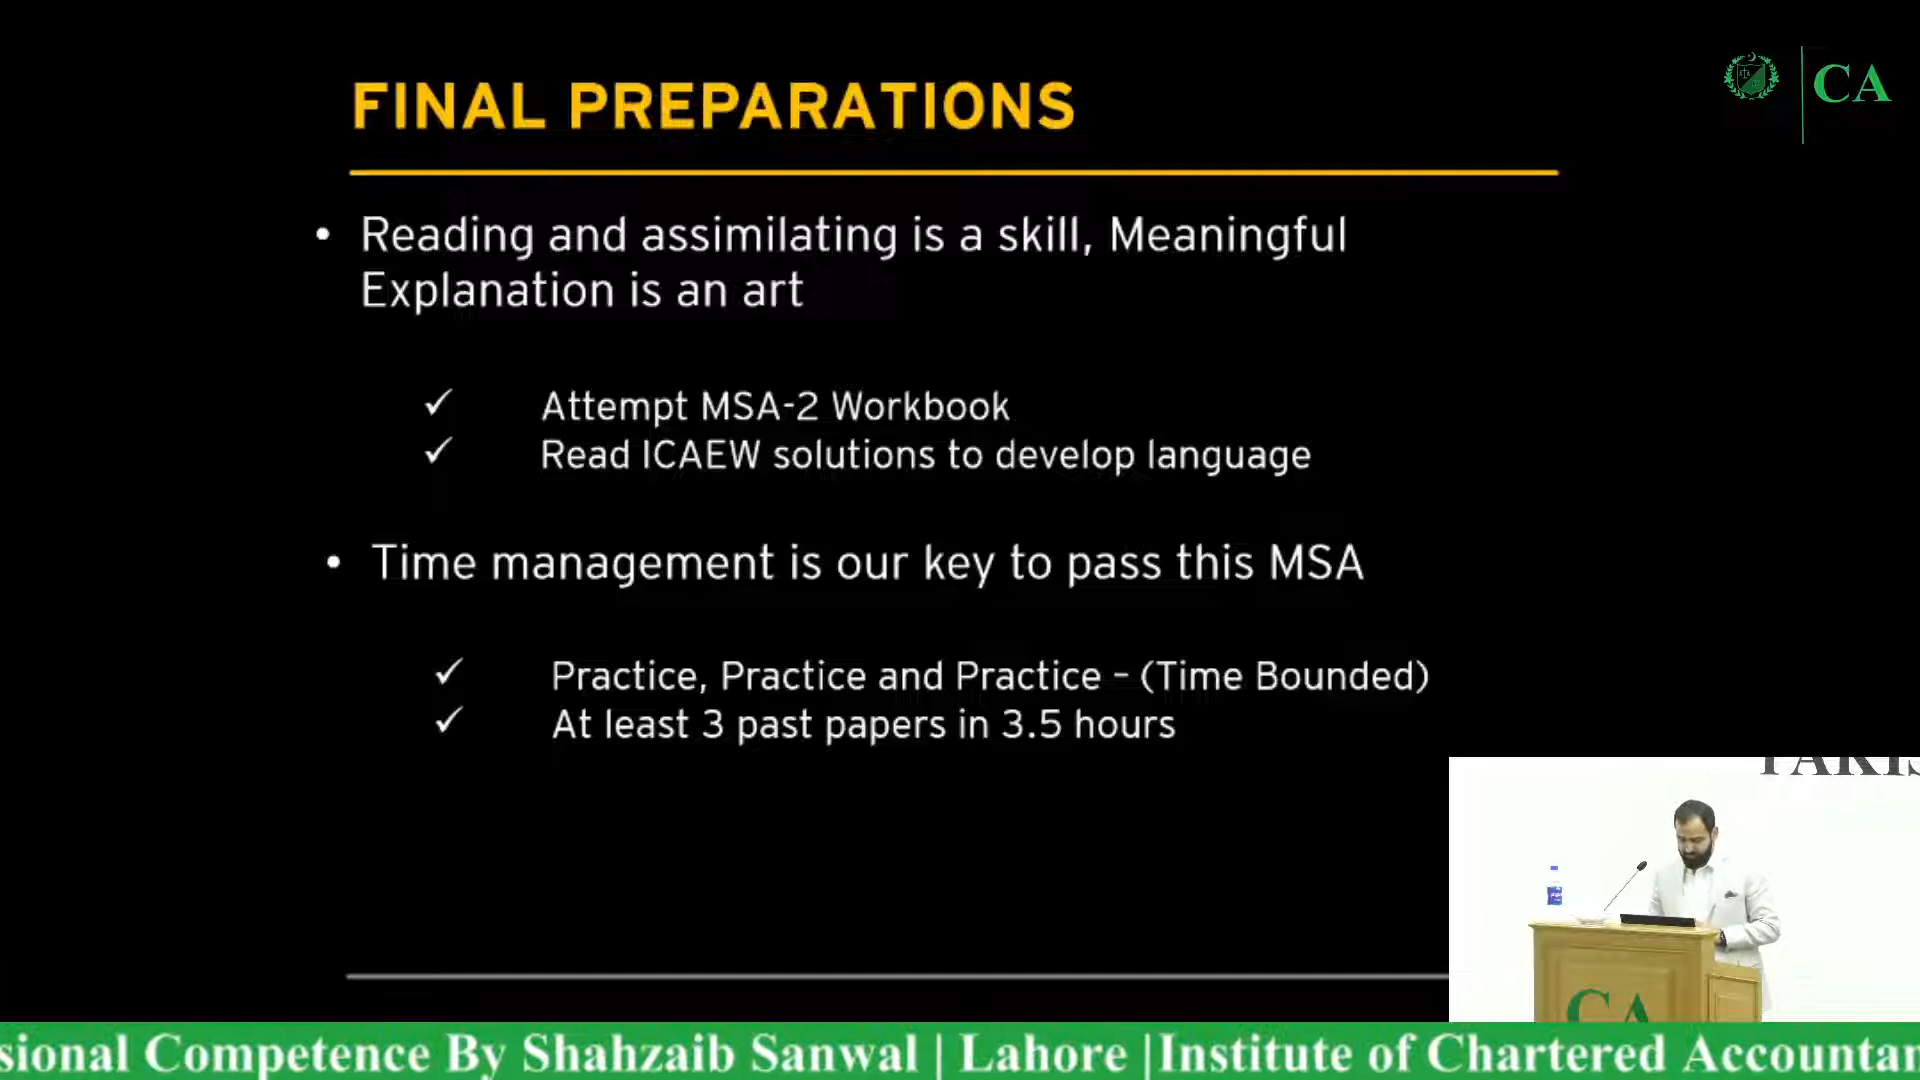 CA
FINAL PREPARATIONS
• Reading and assimilating is a skill, Meaningful
Explanation is an art
✓ Attempt MSA-2 Workbook
✓ Read ICAEW solutions to develop language
• Time management is our key to pass this MSA
✓ Practice, Practice and Practice – (Time Bounded)
✓ At least 3 past papers in 3.5 hours
CA
sional Competence By Shahzaib Sanwal | Lahore |Institute of Chartered Accountan